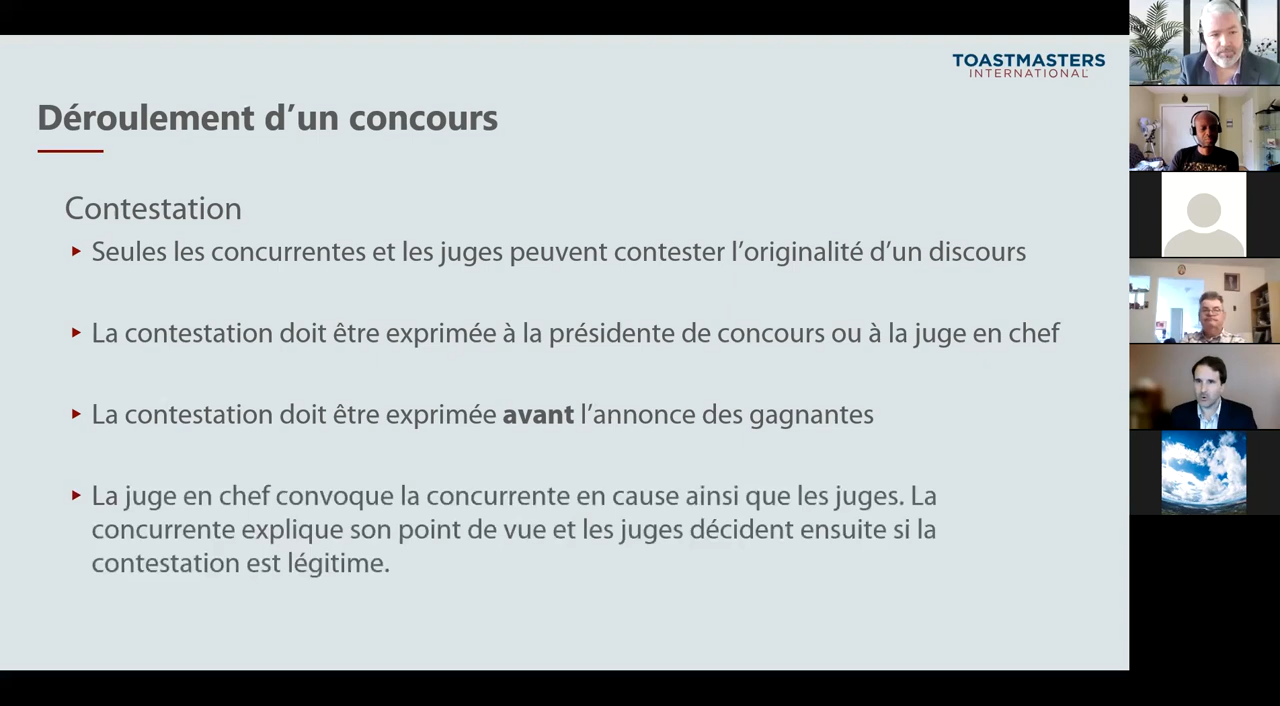 TOASTMASTERS
INTERNATIONAL
Déroulement d’un concours
Contestation
Seules les concurrentes et les juges peuvent contester l’originalité d’un discours
La contestation doit être exprimée à la présidente de concours ou à la juge en chef
La contestation doit être exprimée avant l’annonce des gagnantes
La juge en chef convoque la concurrente en cause ainsi que les juges. La
concurrente explique son point de vue et les juges décident ensuite si la
contestation est légitime.